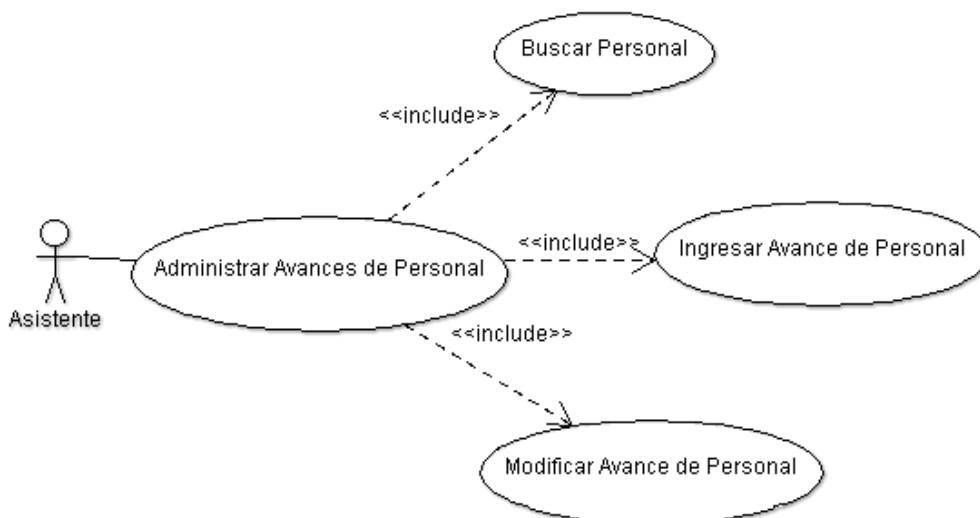 Buscar Personal
<<include>>
<<include>>
Ingresar Avance de Personal
Administrar Avances de Personal
Asistente
<<include>>
Modificar Avance de Personal